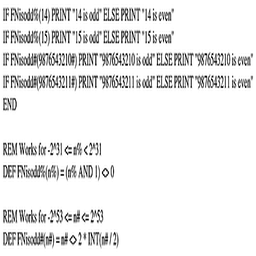 IF FNisodd%(14) PRINT "14 is odd" ELSE PRINT "14 is even"
IF FNisodd%(15) PRINT "15 is odd" ELSE PRINT "15 is even"
IF FNisodd#(9876543210#) PRINT "9876543210 is odd" ELSE PRINT "9876543210 is even"
IF FNisodd#(9876543211#) PRINT "9876543211 is odd" ELSE PRINT "9876543211 is even"
END
REM Works for -2^31 <= n% < 2^31
DEF FNisodd%(n%) = (n% AND 1) <> 0
REM Works for -2^53 <= n# <= 2^53
DEF FNisodd#(n#) = n# <> 2 * INT(n# / 2)